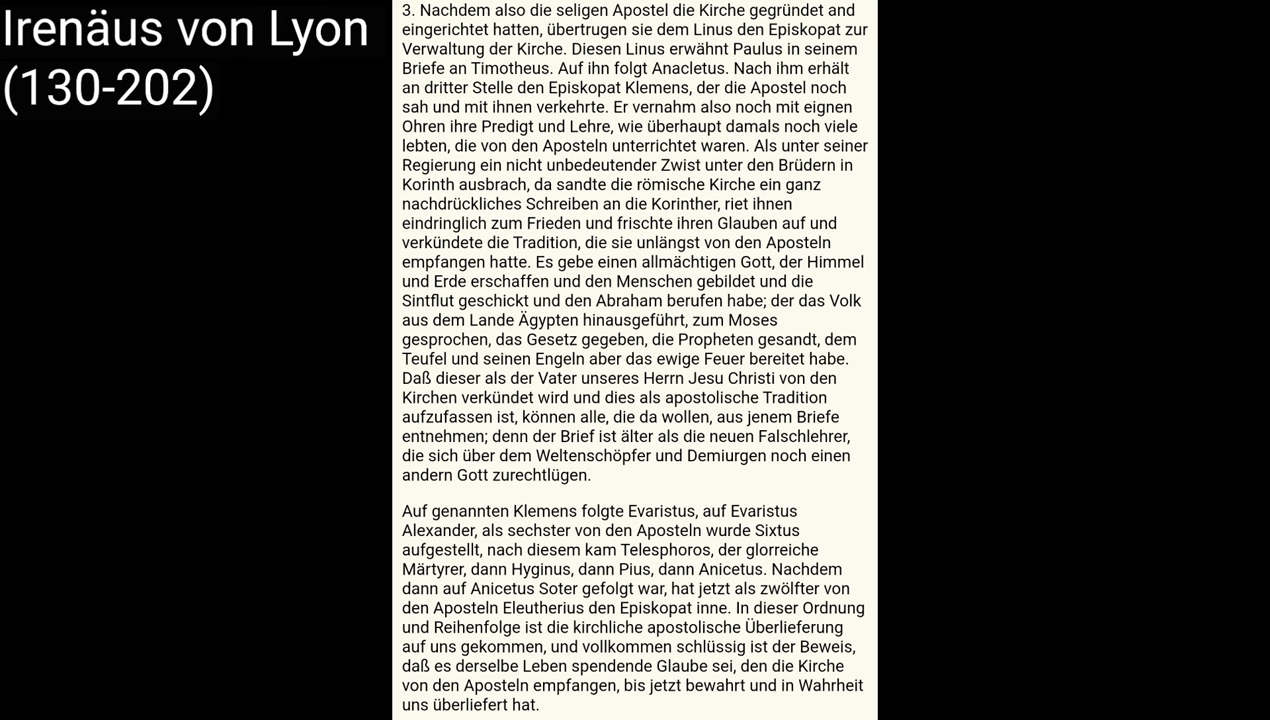 Irenäus von Lyon
(130-202)
3. Nachdem also die seligen Apostel die Kirche gegründet and
eingerichtet hatten, übertrugen sie dem Linus den Episkopat zur
Verwaltung der Kirche. Diesen Linus erwähnt Paulus in seinem
Briefe an Timotheus. Auf ihn folgt Anacletus. Nach ihm erhält
an dritter Stelle den Episkopat Klemens, der die Apostel noch
sah und mit ihnen verkehrte. Er vernahm also noch mit eignen
Ohren ihre Predigt und Lehre, wie überhaupt damals noch viele
lebten, die von den Aposteln unterrichtet waren. Als unter seiner
Regierung ein nicht unbedeutender Zwist unter den Brüdern in
Korinth ausbrach, da sandte die römische Kirche ein ganz
nachdrückliches Schreiben an die Korinther, riet ihnen
eindringlich zum Frieden und frischte ihren Glauben auf und
verkündete die Tradition, die sie unlängst von den Aposteln
empfangen hatte. Es gebe einen allmächtigen Gott, der Himmel
und Erde erschaffen und den Menschen gebildet und die
Sintflut geschickt und den Abraham berufen habe; der das Volk
aus dem Lande Ägypten hinausgeführt, zum Moses
gesprochen, das Gesetz gegeben, die Propheten gesandt, dem
Teufel und seinen Engeln aber das ewige Feuer bereitet habe.
Daß dieser als der Vater unseres Herrn Jesu Christi von den
Kirchen verkündet wird und dies als apostolische Tradition
aufzufassen ist, können alle, die da wollen, aus jenem Briefe
entnehmen; denn der Brief ist älter als die neuen Falschlehrer,
die sich über dem Weltenschöpfer und Demiurgen noch einen
andern Gott zurechtlügen.
Auf genannten Klemens folgte Evaristus, auf Evaristus
Alexander, als sechster von den Aposteln wurde Sixtus
aufgestellt, nach diesem kam Telesphoros, der glorreiche
Märtyrer, dann Hyginus, dann Pius, dann Anicetus. Nachdem
dann auf Anicetus Soter gefolgt war, hat jetzt als zwölfter von
den Aposteln Eleutherius den Episkopat inne. In dieser Ordnung
und Reihenfolge ist die kirchliche apostolische Überlieferung
auf uns gekommen, und vollkommen schlüssig ist der Beweis,
daß es derselbe Leben spendende Glaube sei, den die Kirche
von den Aposteln empfangen, bis jetzt bewahrt und in Wahrheit
uns überliefert hat.